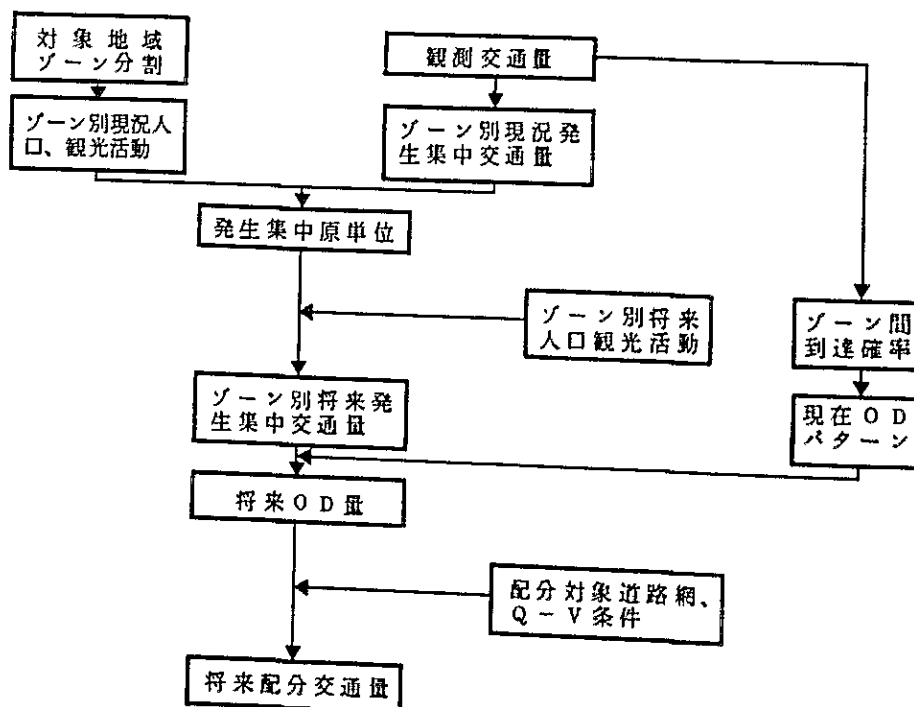 対象地域
ゾーン分割
観測交通量
ゾーン別現況人
口、観光活動
ゾーン別現況発
生集中交通量
発生集中原単位
ゾーン別将来
人口観光活動
ゾーン間
到達確率
ゾーン別将来発
生集中交通量
現在OD
パターン
将来OD量
配分対象道路網、
Q－V条件
将来配分交通量